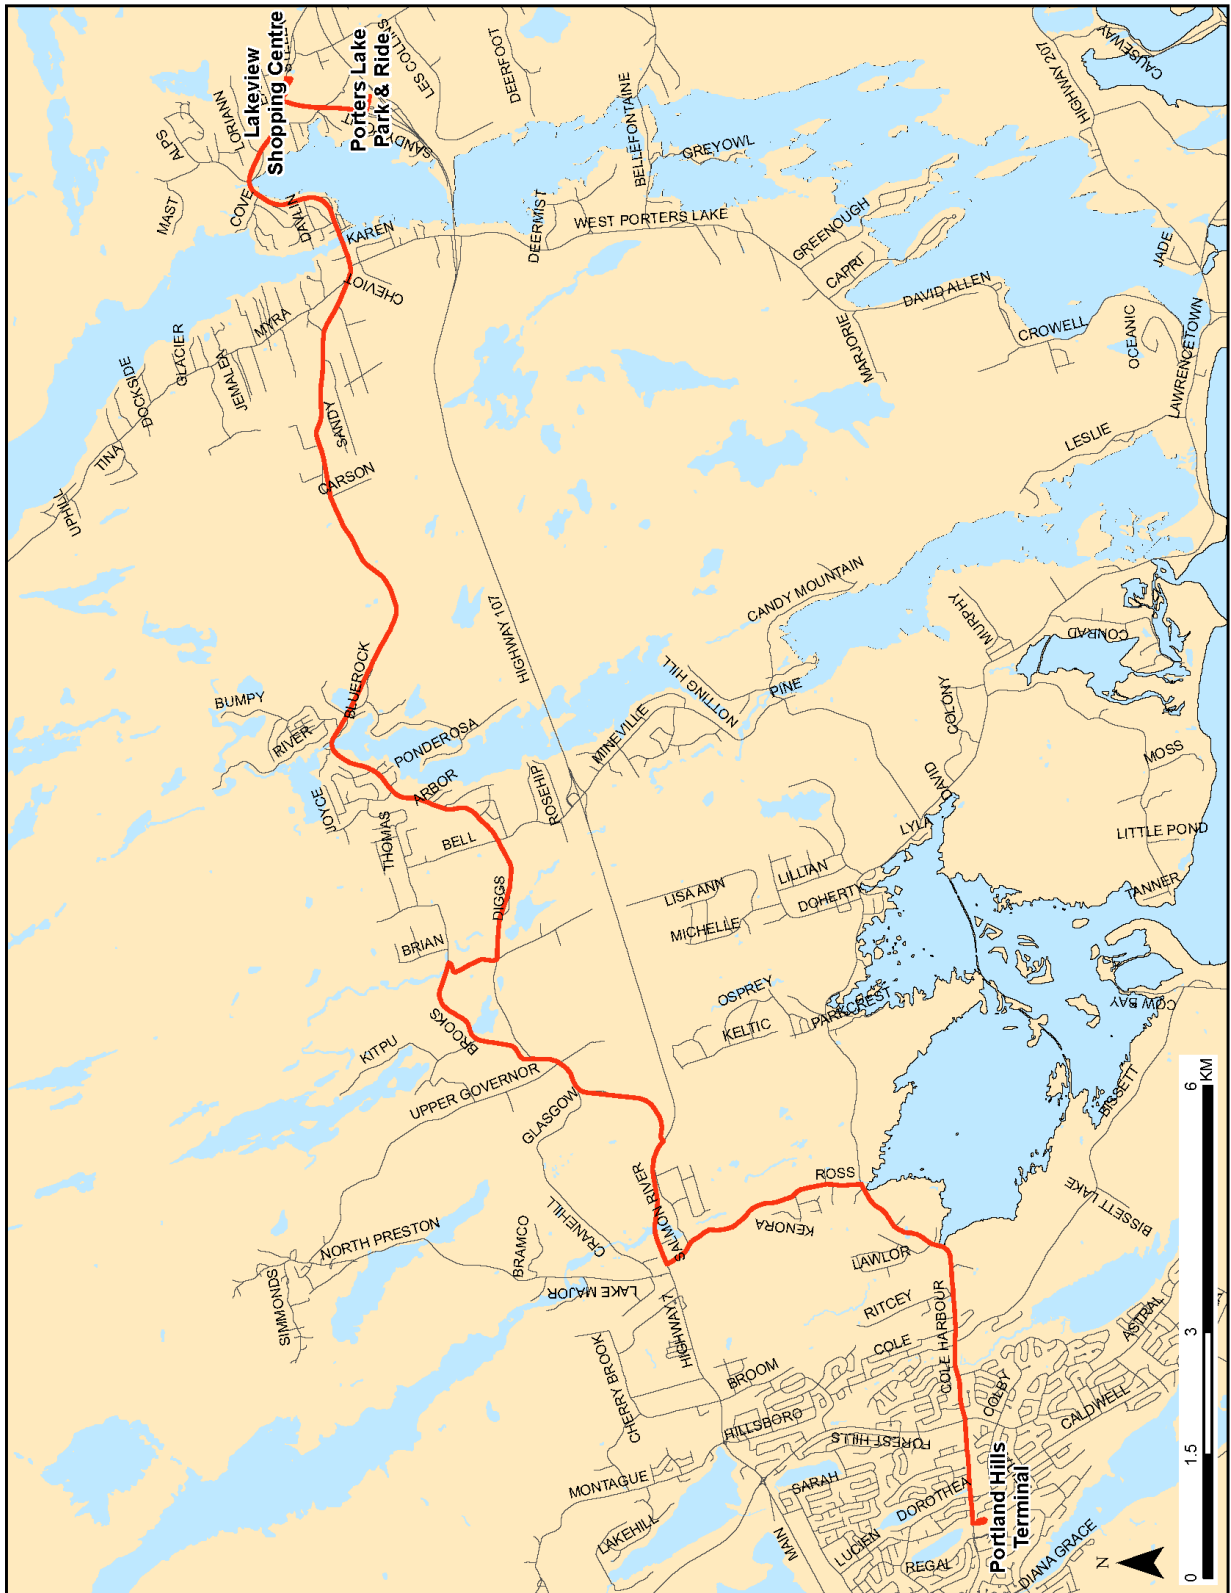 Lakeview
Shopping Centre
Porters Lake
Park & Ride
LES COLLINS
DEERFOOT
HIGHWAY 207
CAUSEWAY
ALPS
LORIANN
MAST
COVE
DAVLIN
KAREN
CHEVIOT
BELLEFONTAINE
GREYOWL
DEERMIST
WEST PORTERS LAKE
GREENOUGH
CAPRI
DAVID ALLEN
JADE
CROWELL
OCEANIC
LAWRENCETOWN
MARJORIE
LESLIE
MYRA
GLACIER
JEMALEA
DOCKSIDE
TINA
UPHILL
SANDY
CARSON
HIGHWAY 107
CANDY MOUNTAIN
MURPHY
CONRAD
BLUEROCK
BUMPY
RIVER
PONDEROSA
ARBOR
JOYCE
THOMAS
BELL
ROSEHIP
MINEVILLE
NOTTING HILL
PINE
COLONY
DAVID
MOSS
LITTLE POND
LYLA
TANNER
LILLIAN
DOHERTY
LISA ANN
MICHELLE
DIGGS
BRIAN
BROOKS
KITPU
UPPER GOVERNOR
GLASGOW
OSPREY
KELTIC
PARKCREST
COW BAY
BISSETT
BISSETT LAKE
ROSS
KENORA
SALMON RIVER
SALMON
LAWLOR
CRANEHILL
BRAMCO
NORTH PRESTON
SIMMONDS
LAKE MAJOR
HIGHWAY 7
RITCEY
COLE
COLE HARBOUR
ASTRAL
CHERRY BROOK
BROOM
HILLSBORO
FOREST HILLS
COLBY
CALDWELL
MONTAGUE
LAKEHILL
SARAH
DOROTHEA
MAIN
LUCIEN
REGAL
DIANA GRACE
Portland Hills
Terminal
N
0 1.5 3 6
KM